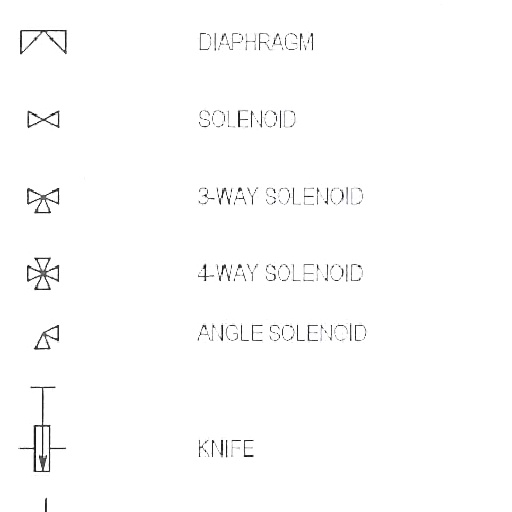 DIAPHRAGM
SOLENOID
3-WAY SOLENOID
4-WAY SOLENOID
ANGLE SOLENOID
KNIFE